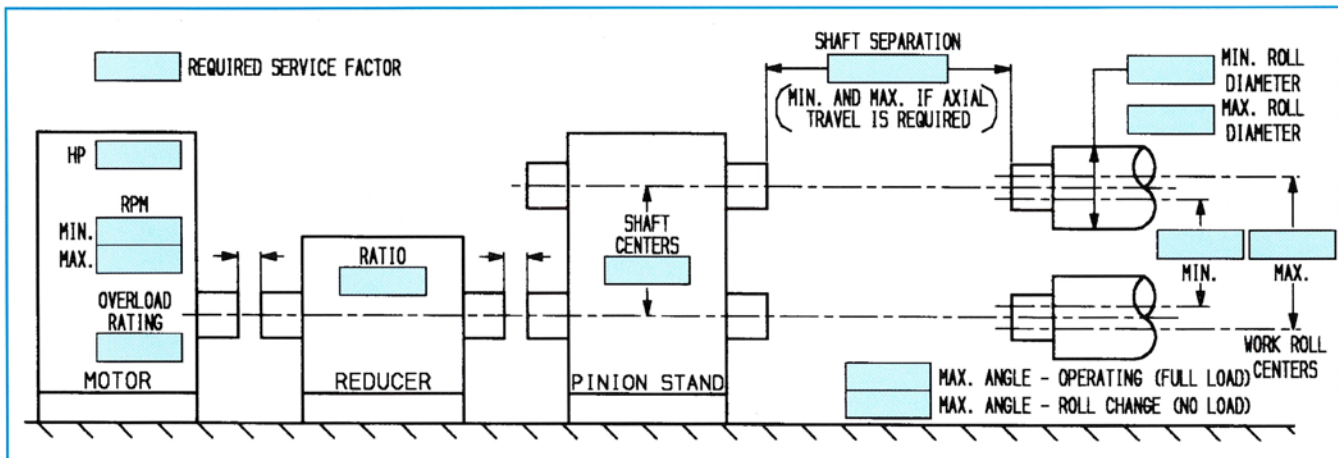 REQUIRED SERVICE FACTOR
SHAFT SEPARATION
(MIN. AND MAX. IF AXIAL
TRAVEL IS REQUIRED)
MIN. ROLL
DIAMETER
MAX. ROLL
DIAMETER
HP
RPM
MIN.
MAX.
OVERLOAD
RATING
MOTOR
RATIO
REDUCER
SHAFT
CENTERS
PINION STAND
MIN.
MAX.
WORK ROLL
CENTERS
MAX. ANGLE - OPERATING (FULL LOAD)
MAX. ANGLE - ROLL CHANGE (NO LOAD)